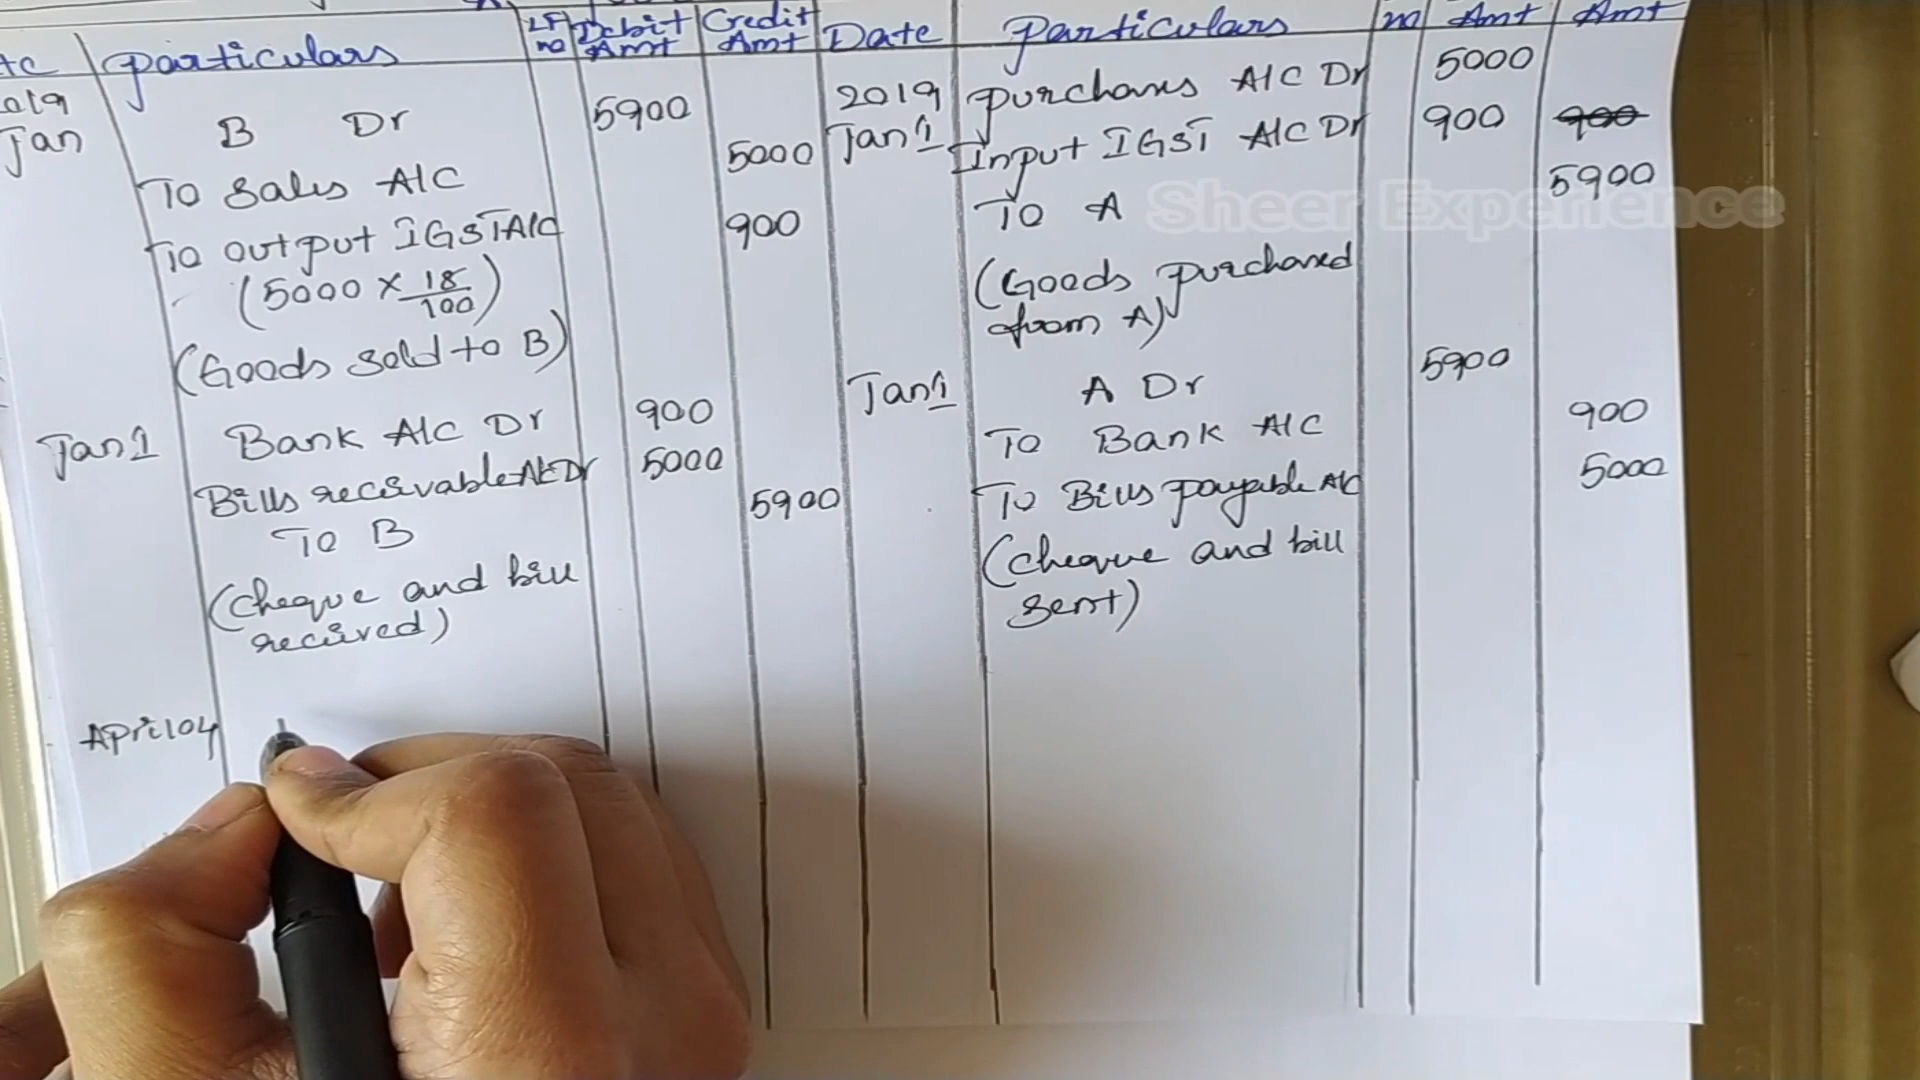 Particulars LF no Debit Amt Credit Amt
2019
Jan B Dr 5900
To Sales A/C 5000
To output IGST A/C 900
(5000 × 18/100)
(Goods sold to B)
Jan 1 Bank A/C Dr 900
Bills receivable A/C Dr 5000
To B 5900
(cheque and bill
received)
April 04
Date Particulars no Amt Amt
2019 purchases A/C Dr 5000
Jan 1 Input IGST A/C Dr 900 900
To A 5900
(Goods purchased
from A)
Jan 1 A Dr 5900
To Bank A/C 900
To Bills payable A/C 5000
(cheque and bill
sent)
Sheer Experience